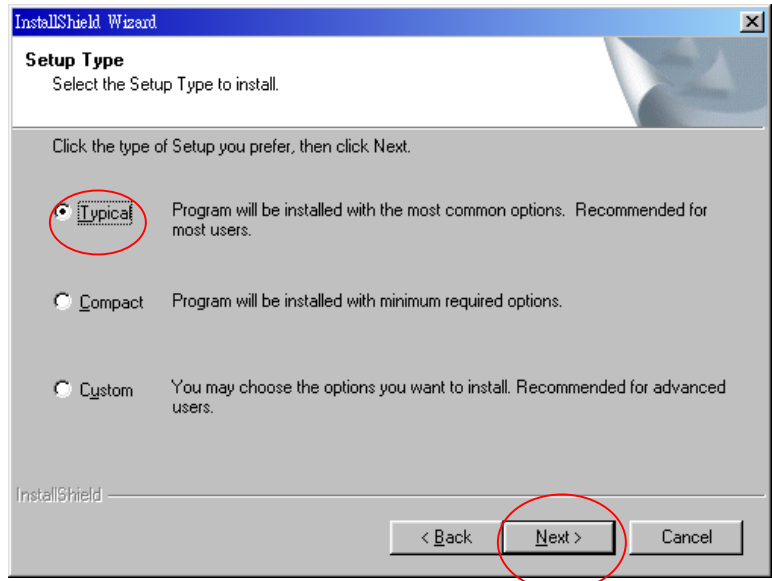 InstallShield Wizard
Setup Type
Select the Setup Type to install.
Click the type of Setup you prefer, then click Next.
Typical
Program will be installed with the most common options.  Recommended for
most users.
Compact
Program will be installed with minimum required options.
Custom
You may choose the options you want to install. Recommended for advanced
users.
InstallShield
< Back
Next >
Cancel